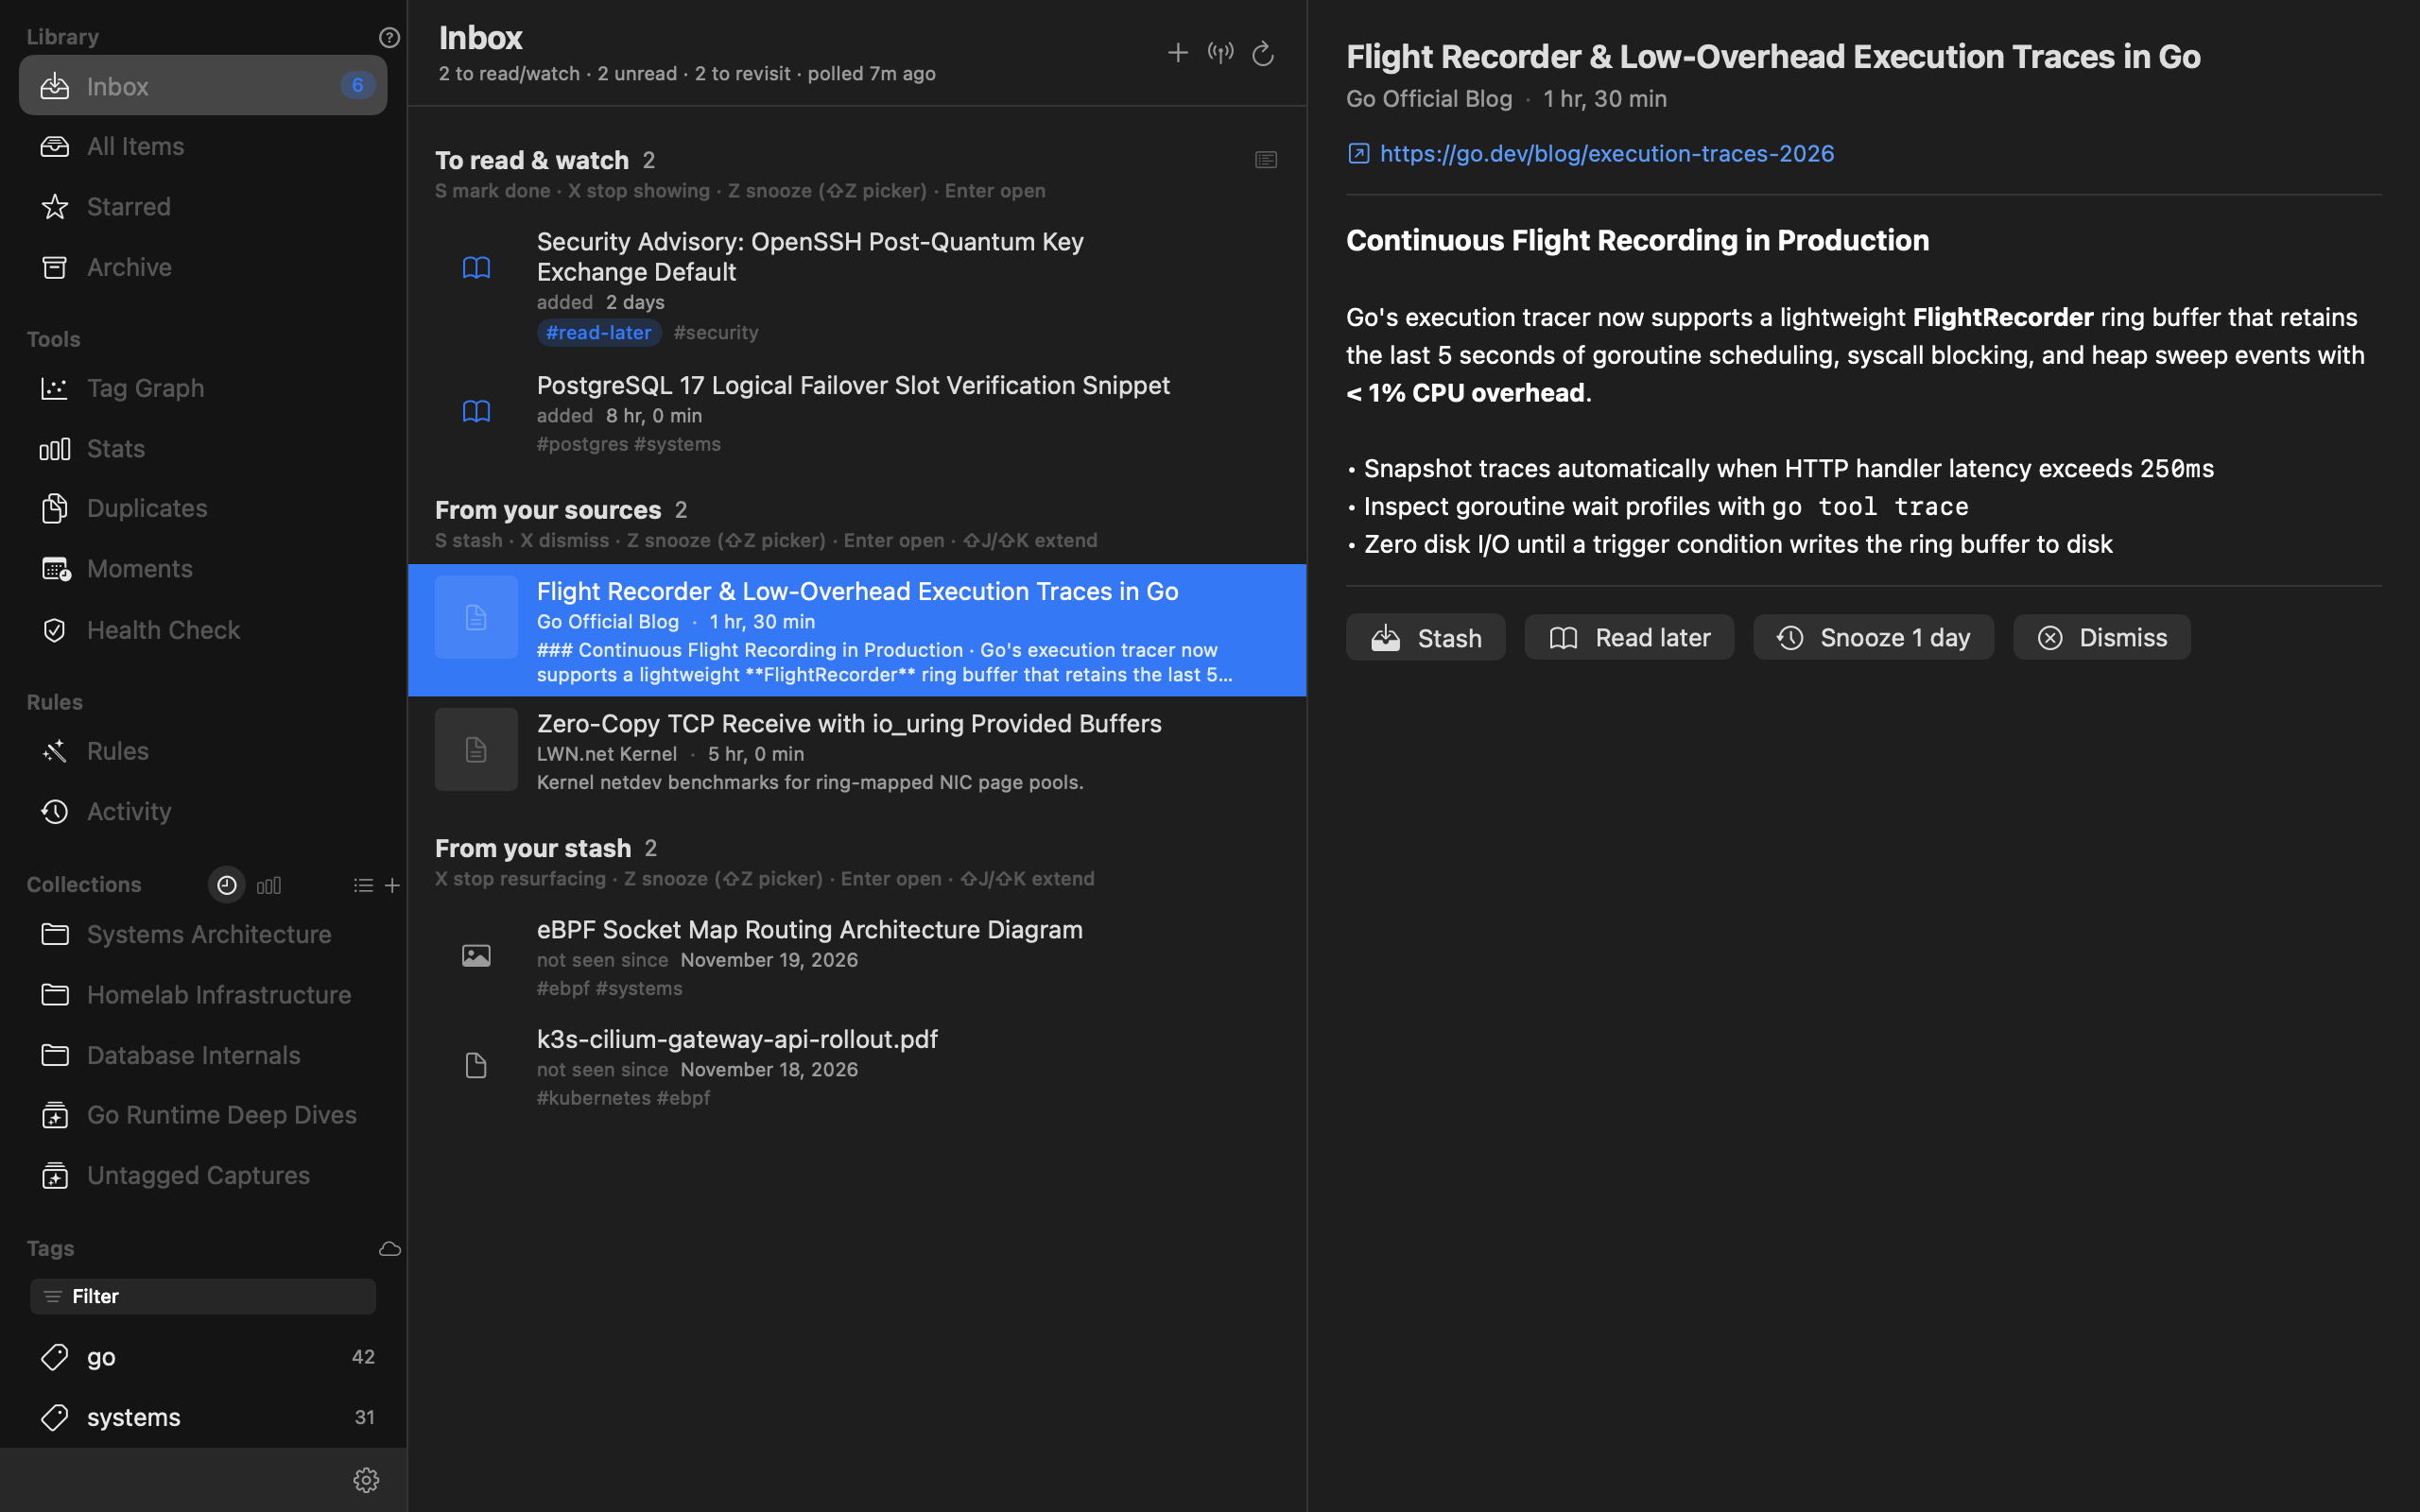 Library
Inbox 6
All Items
Starred
Archive
Tools
Tag Graph
Stats
Duplicates
Moments
Health Check
Rules
Rules
Activity
Collections
Systems Architecture
Homelab Infrastructure
Database Internals
Go Runtime Deep Dives
Untagged Captures
Tags
Filter
go 42
systems 31
Inbox
2 to read/watch · 2 unread · 2 to revisit · polled 7m ago
To read & watch 2
S mark done · X stop showing · Z snooze (⇧Z picker) · Enter open
Security Advisory: OpenSSH Post-Quantum Key
Exchange Default
added 2 days
#read-later #security
PostgreSQL 17 Logical Failover Slot Verification Snippet
added 8 hr, 0 min
#postgres #systems
From your sources 2
S stash · X dismiss · Z snooze (⇧Z picker) · Enter open · ⇧J/⇧K extend
Flight Recorder & Low-Overhead Execution Traces in Go
Go Official Blog · 1 hr, 30 min
### Continuous Flight Recording in Production · Go's execution tracer now
supports a lightweight **FlightRecorder** ring buffer that retains the last 5...
Zero-Copy TCP Receive with io_uring Provided Buffers
LWN.net Kernel · 5 hr, 0 min
Kernel netdev benchmarks for ring-mapped NIC page pools.
From your stash 2
X stop resurfacing · Z snooze (⇧Z picker) · Enter open · ⇧J/⇧K extend
eBPF Socket Map Routing Architecture Diagram
not seen since November 19, 2026
#ebpf #systems
k3s-cilium-gateway-api-rollout.pdf
not seen since November 18, 2026
#kubernetes #ebpf
Flight Recorder & Low-Overhead Execution Traces in Go
Go Official Blog · 1 hr, 30 min
https://go.dev/blog/execution-traces-2026
Continuous Flight Recording in Production
Go's execution tracer now supports a lightweight FlightRecorder ring buffer that retains
the last 5 seconds of goroutine scheduling, syscall blocking, and heap sweep events with
< 1% CPU overhead.
• Snapshot traces automatically when HTTP handler latency exceeds 250ms
• Inspect goroutine wait profiles with go tool trace
• Zero disk I/O until a trigger condition writes the ring buffer to disk
Stash
Read later
Snooze 1 day
Dismiss